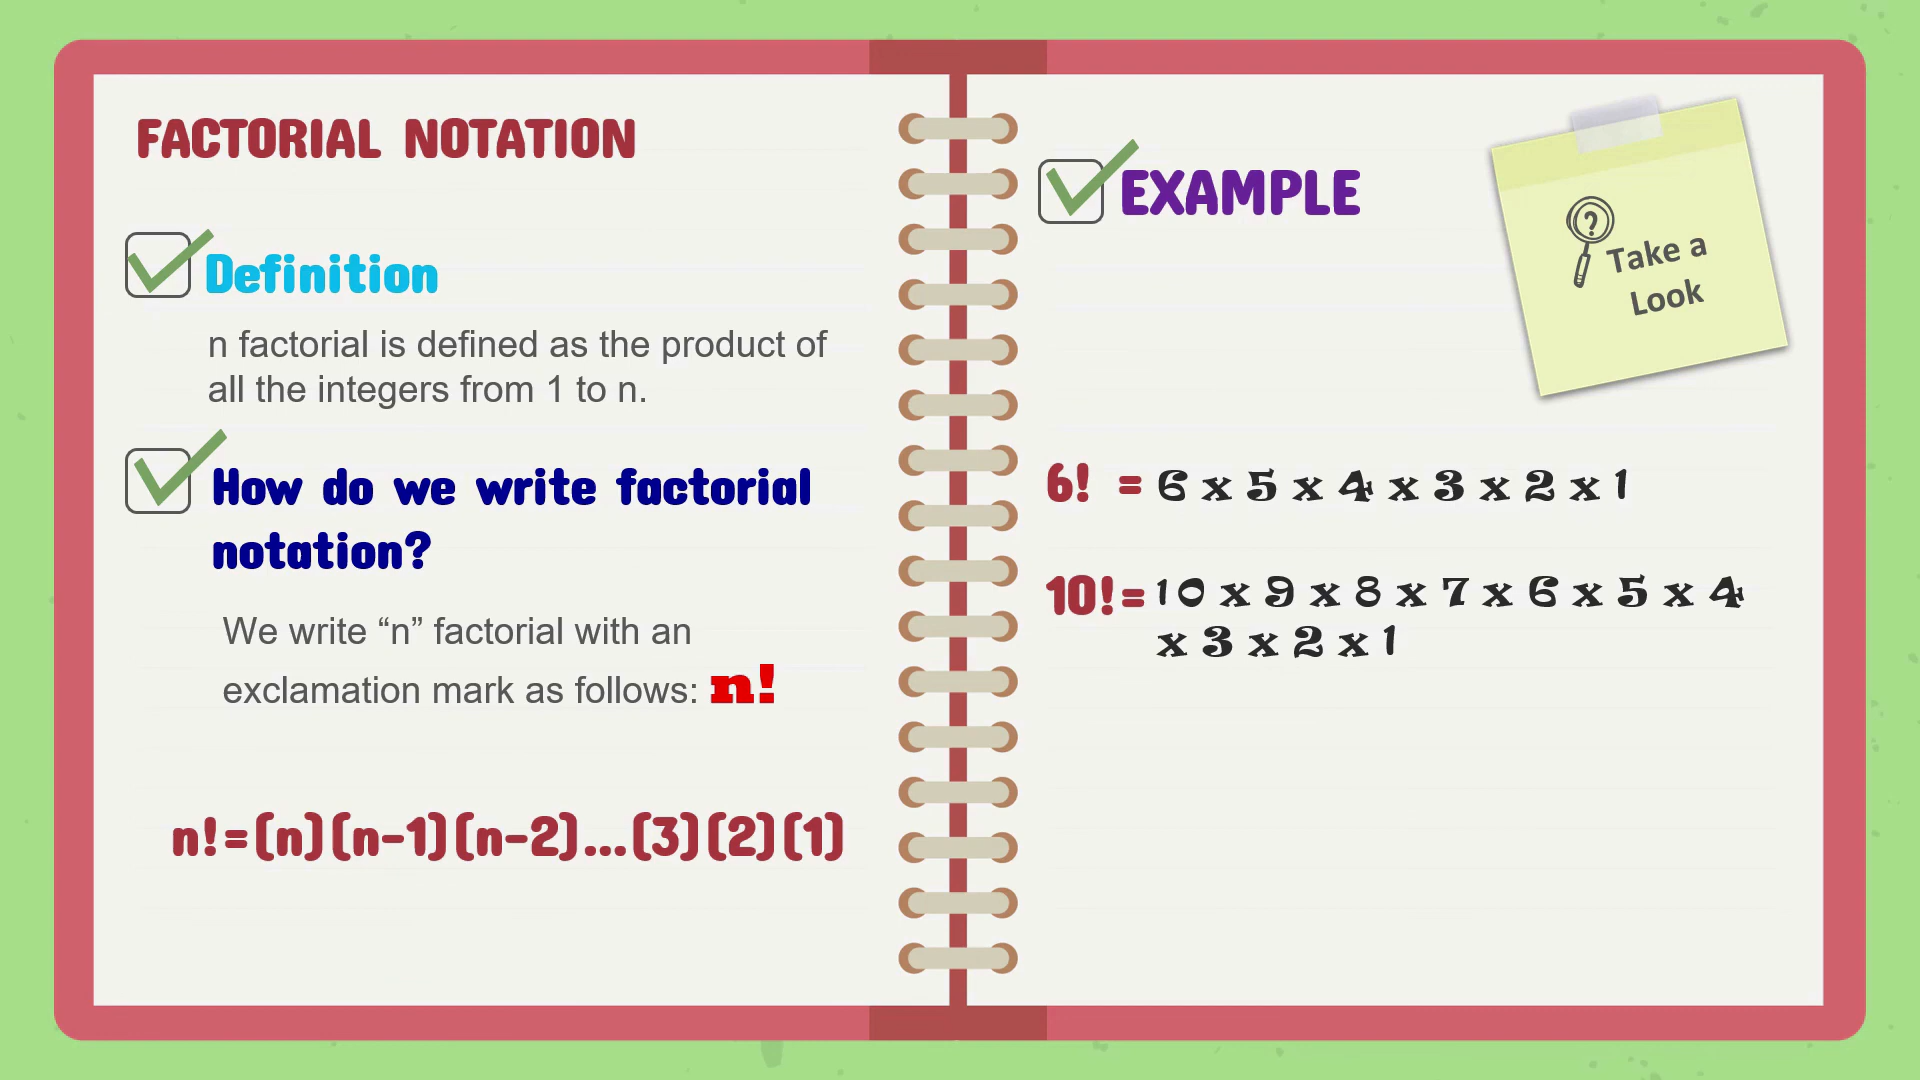 FACTORIAL NOTATION
Definition
n factorial is defined as the product of
all the integers from 1 to n.
How do we write factorial
notation?
We write “n” factorial with an
exclamation mark as follows: n!
n!=(n)(n-1)(n-2)...(3)(2)(1)
EXAMPLE
?
Take a
Look
6! = 6 x 5 x 4 x 3 x 2 x 1
10!= 10 x 9 x 8 x 7 x 6 x 5 x 4
x 3 x 2 x 1